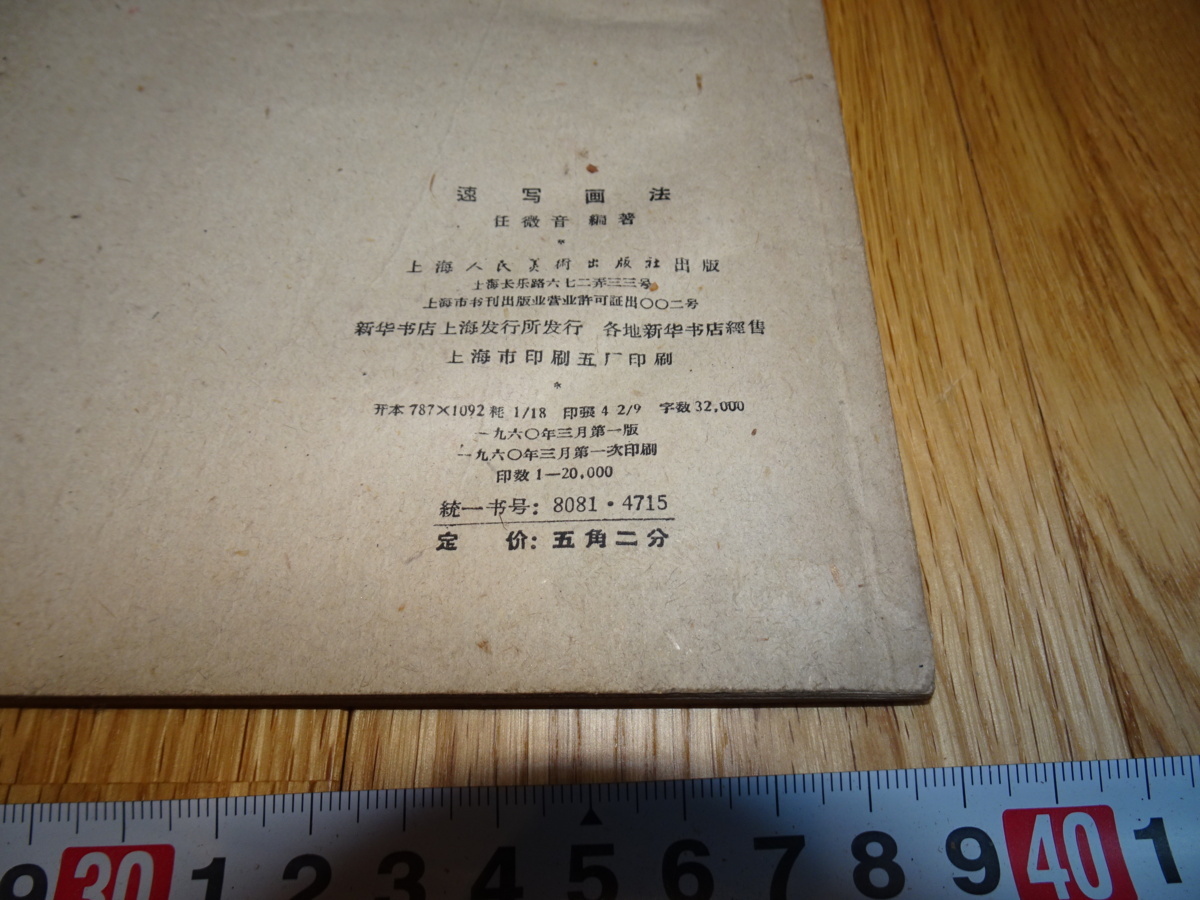 速写画法
任微音 編著
*
上海人民美術出版社出版
上海长乐路六七二弄三三号
上海市书刊出版业营业許可証出〇〇二号
新华书店上海发行所发行 各地新华书店經售
上海市印刷五厂印刷
*
开本 787×1092 耗 1/18 印張 4 2/9 字数 32,000
一九六〇年三月第一版
一九六〇年三月第一次印刷
印数 1—20,000
統一书号: 8081·4715
定 价: 五角二分
9 30 1 2 3 4 5 6 7 8 9 40 1